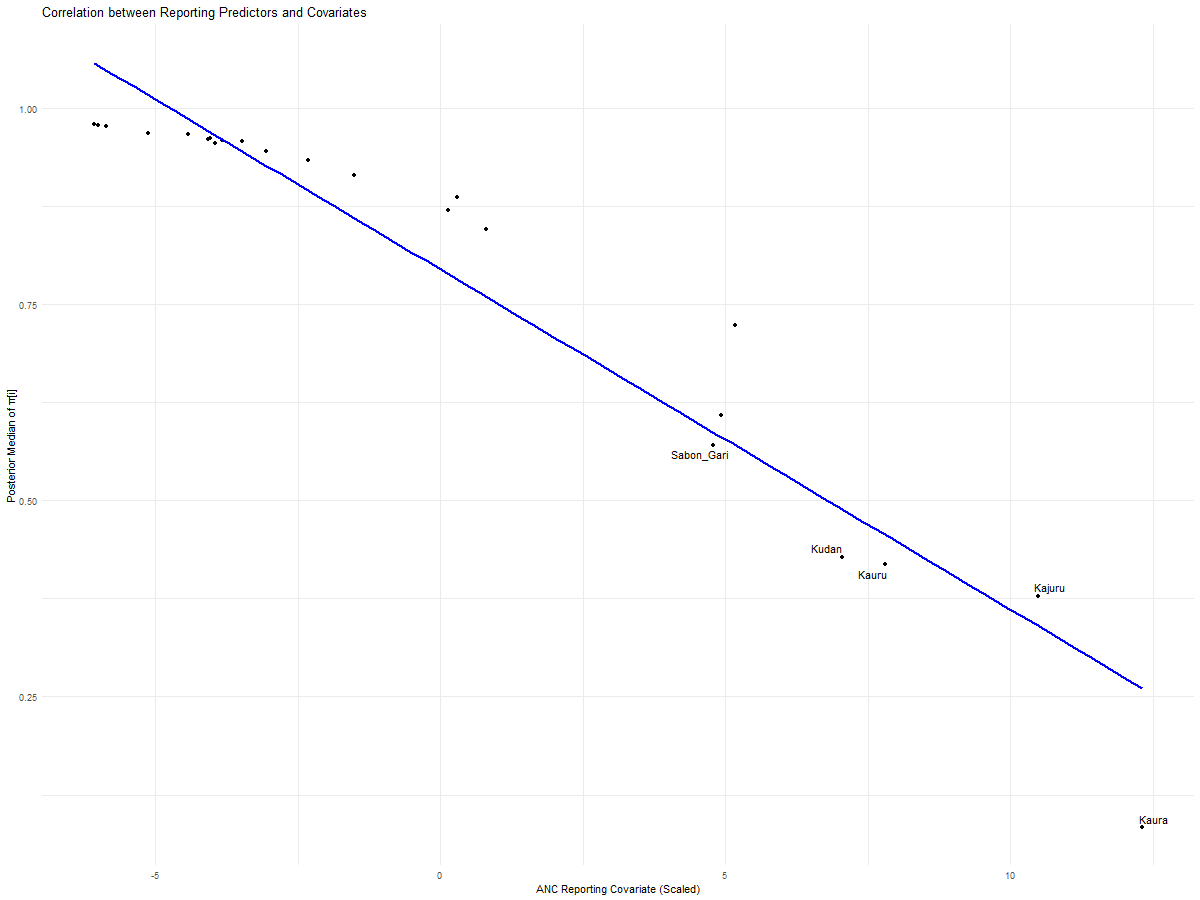 Correlation between Reporting Predictors and Covariates
1.00
0.75
0.50
0.25
Posterior Median of π[i]
Sabon_Gari
Kudan
Kauru
Kajuru
Kaura
-5
0
5
10
ANC Reporting Covariate (Scaled)